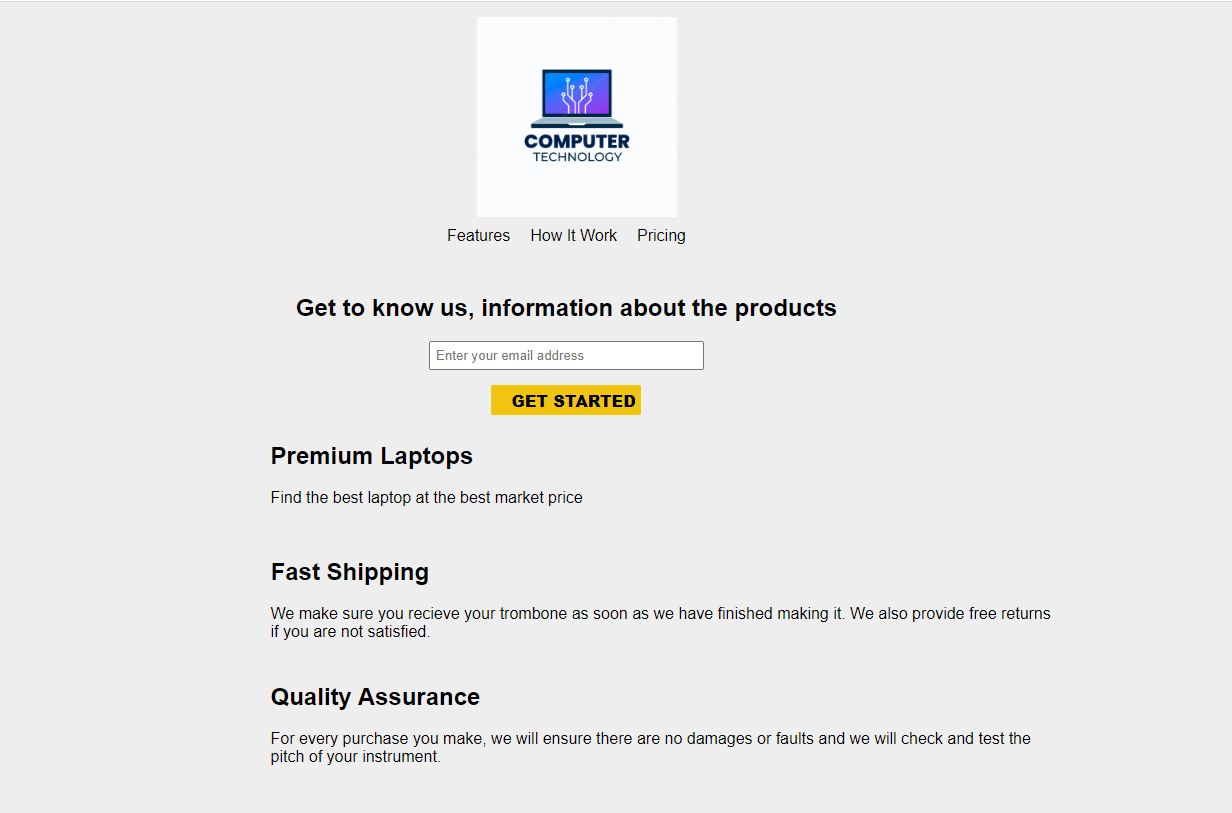 COMPUTER
TECHNOLOGY
Features How It Work Pricing
Get to know us, information about the products
Enter your email address
GET STARTED
Premium Laptops
Find the best laptop at the best market price
Fast Shipping
We make sure you recieve your trombone as soon as we have finished making it. We also provide free returns
if you are not satisfied.
Quality Assurance
For every purchase you make, we will ensure there are no damages or faults and we will check and test the
pitch of your instrument.